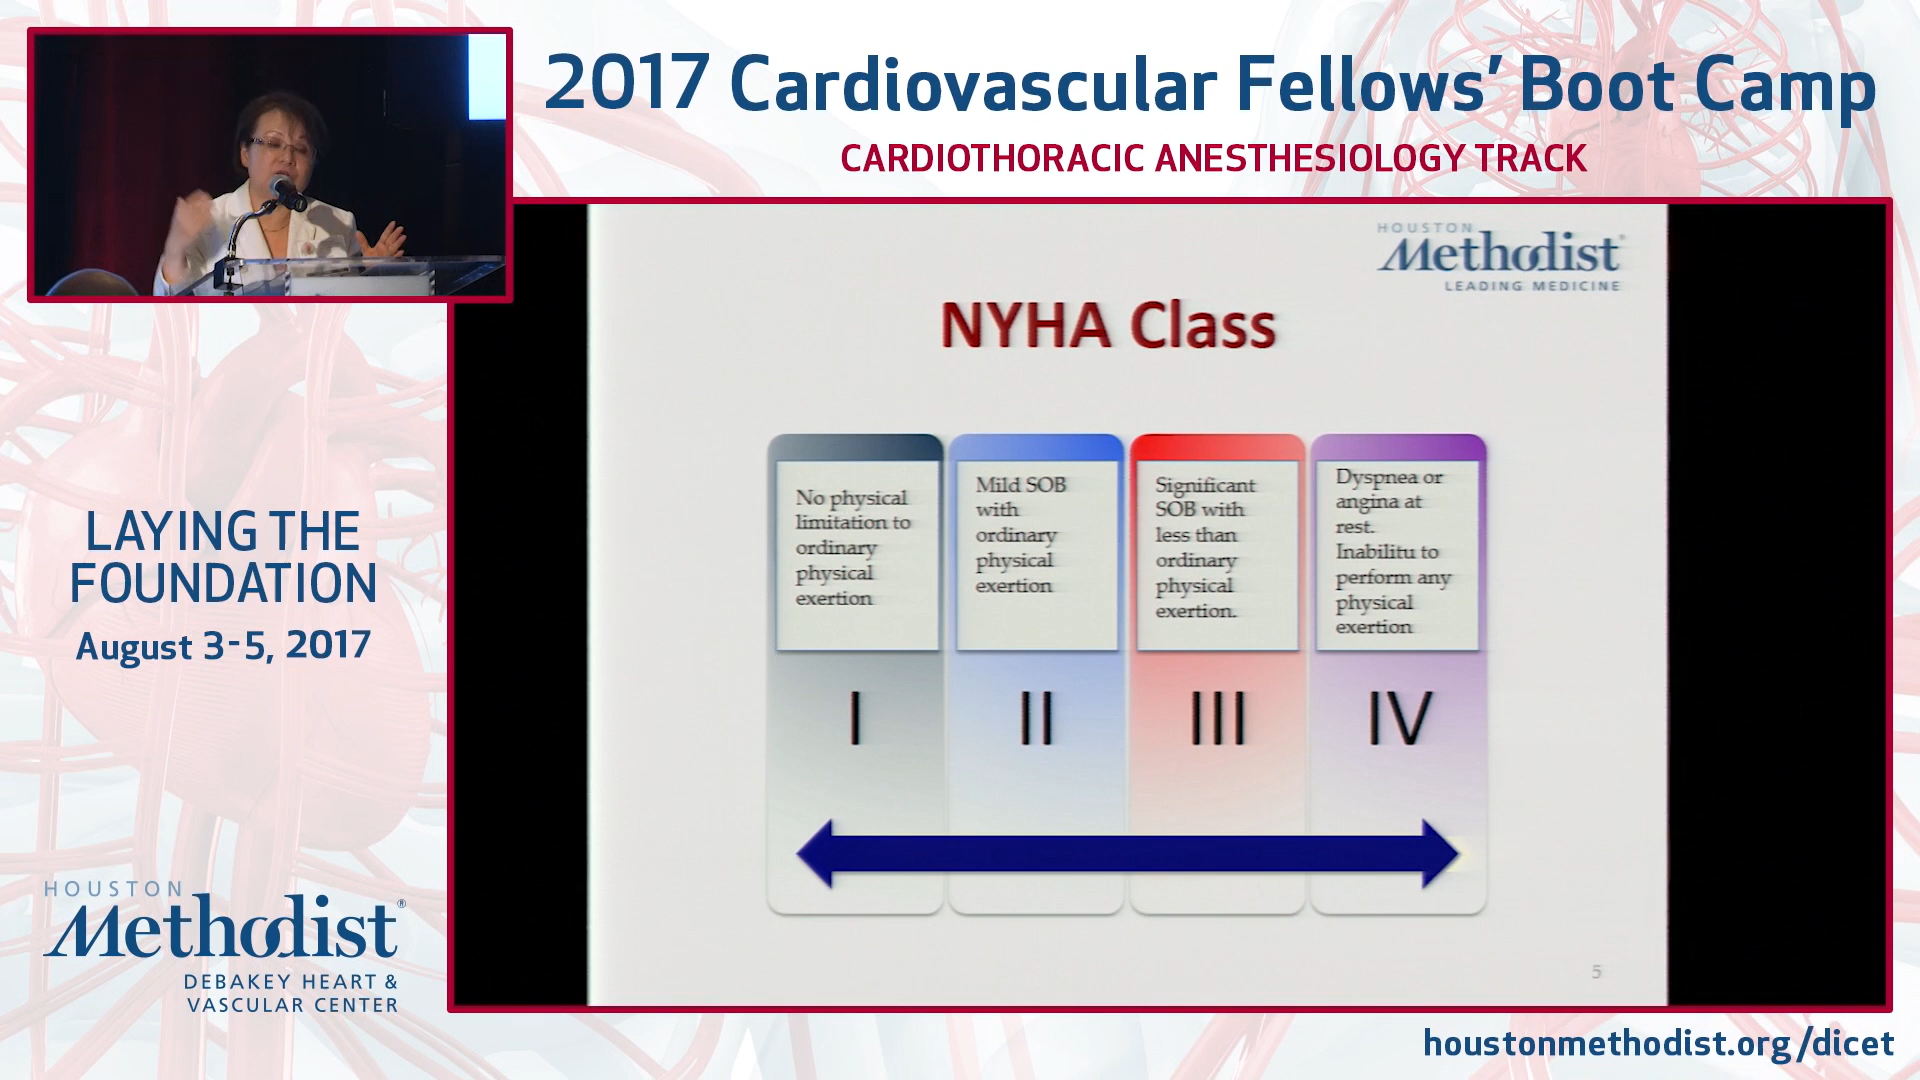 2017 Cardiovascular Fellows' Boot Camp
CARDIOTHORACIC ANESTHESIOLOGY TRACK
HOUSTON
Methodist®
LEADING MEDICINE
NYHA Class
No physical
limitation to
ordinary
physical
exertion
I
Mild SOB
with
ordinary
physical
exertion
II
Significant
SOB with
less than
ordinary
physical
exertion.
III
Dyspnea or
angina at
rest.
Inabilitu to
perform any
physical
exertion
IV
5
LAYING THE
FOUNDATION
August 3-5, 2017
HOUSTON
Methodist®
DEBAKEY HEART &
VASCULAR CENTER
houstonmethodist.org/dicet